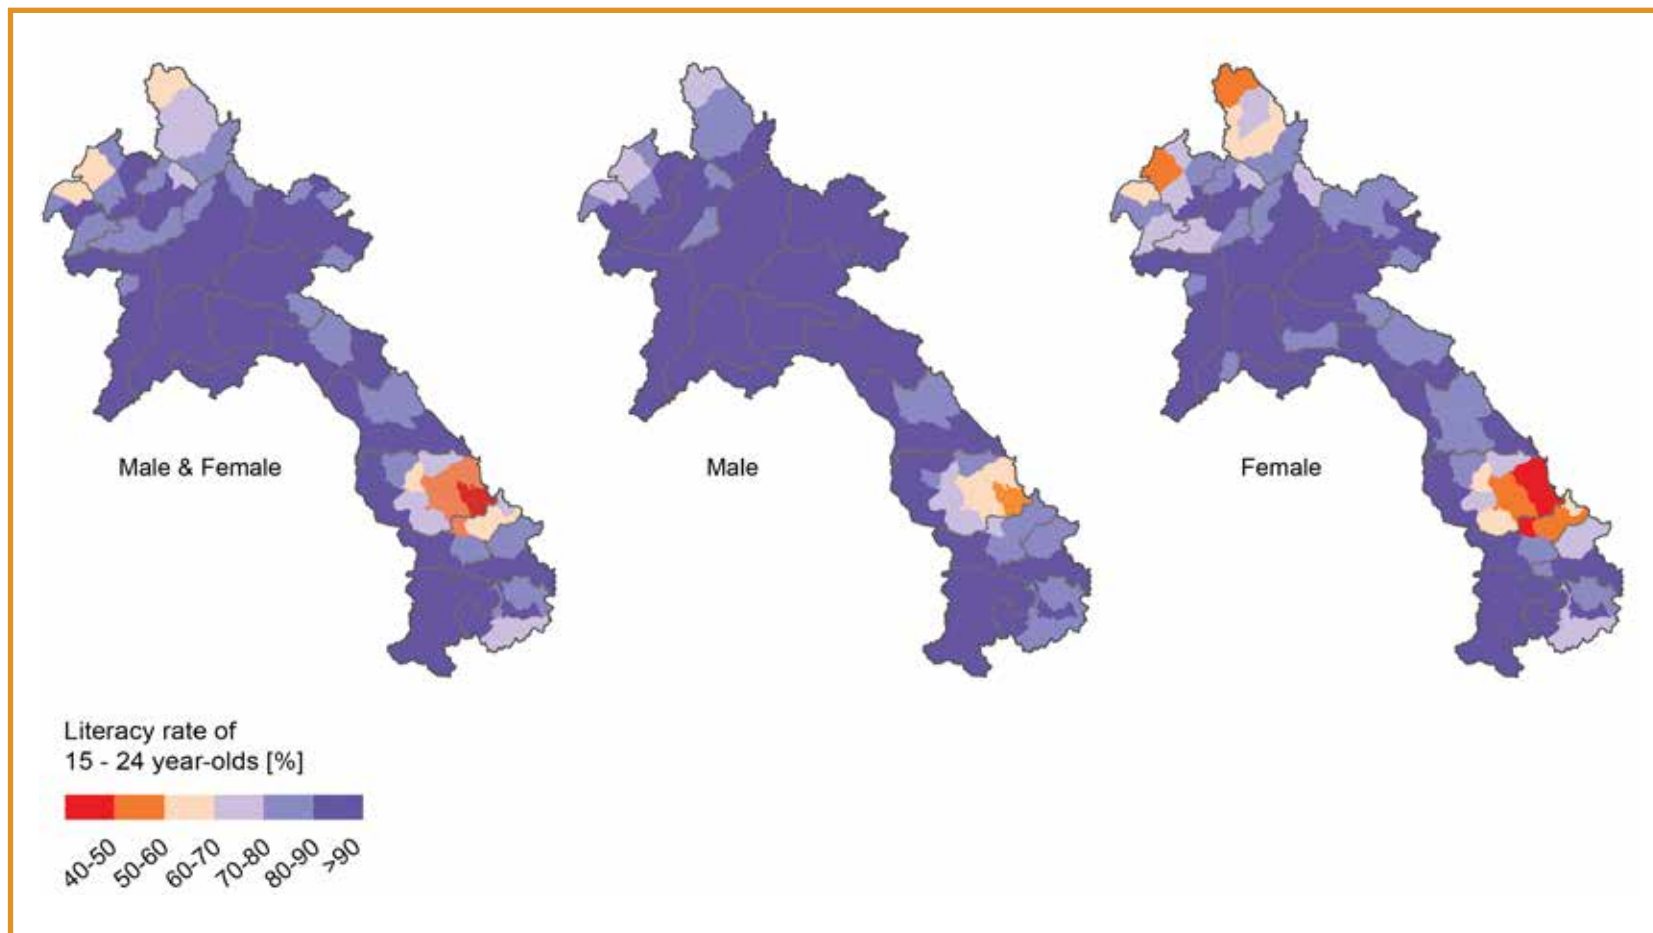 Male & Female
Male
Female
Literacy rate of
15 - 24 year-olds [%]
40-50
50-60
60-70
70-80
80-90
>90